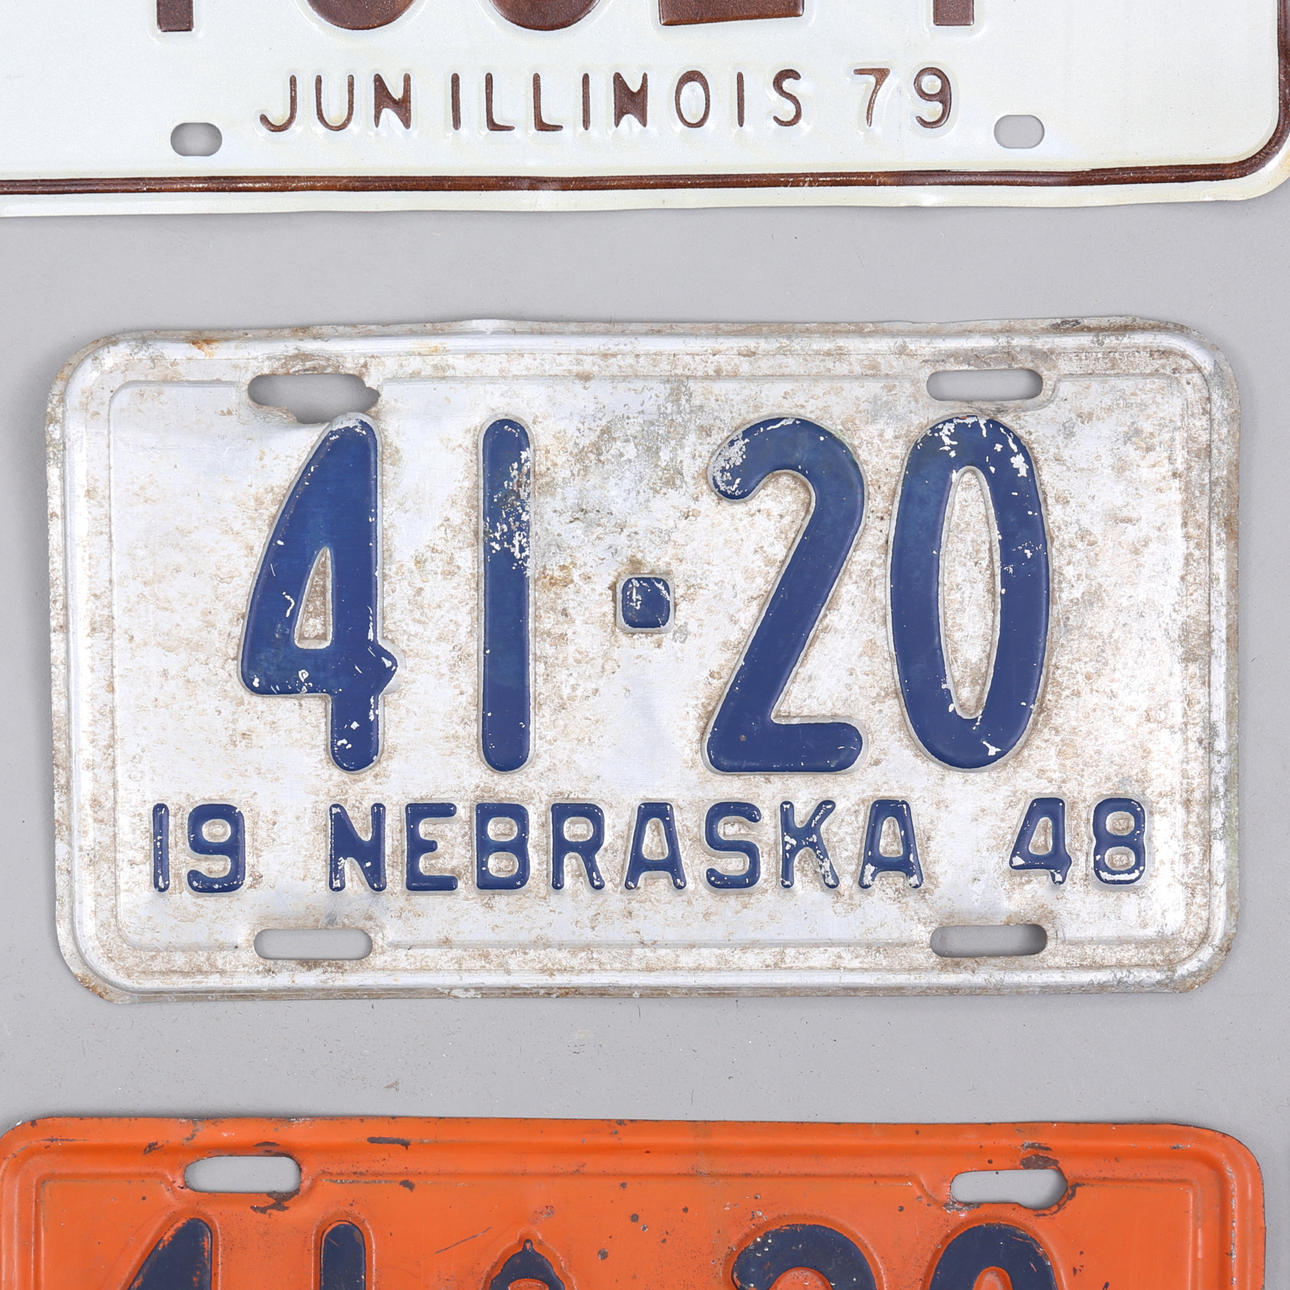 JUN ILLINOIS 79
41·20
19 NEBRASKA 48